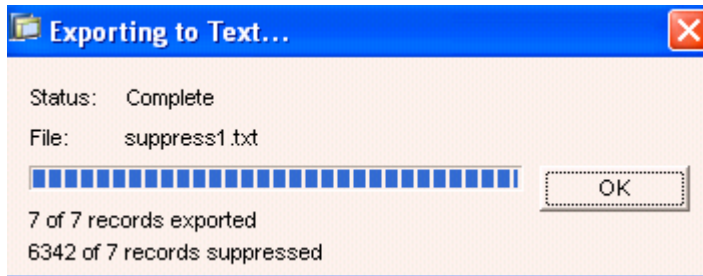 Exporting to Text...
Status: Complete
File: suppress1.txt
OK
7 of 7 records exported
6342 of 7 records suppressed